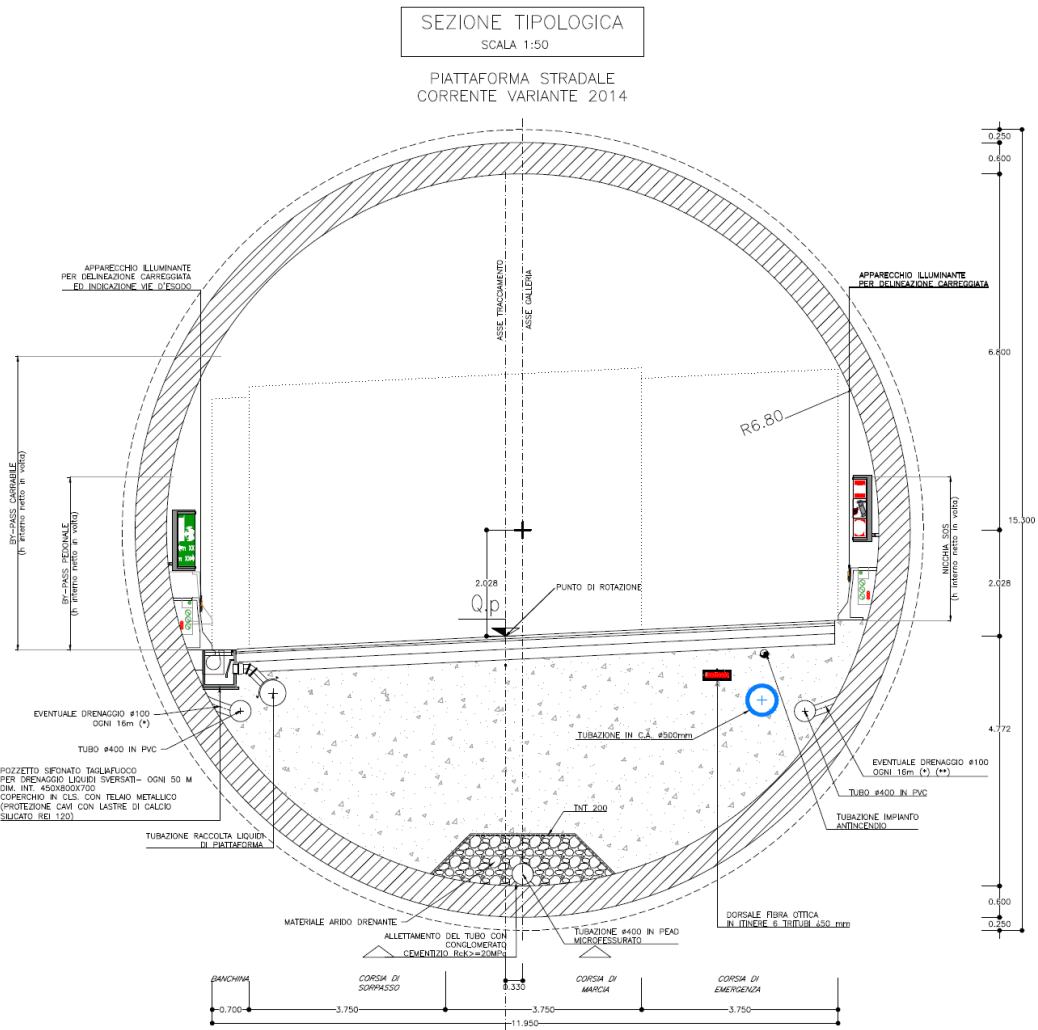 SEZIONE TIPOLOGICA
SCALA 1:50
PIATTAFORMA STRADALE
CORRENTE VARIANTE 2014
0.250
0.600
APPARECCHIO ILLUMINANTE
PER DELINEAZIONE CARREGGIATA
ED INDICAZIONE VIE D'ESODO
ASSE TRACCIAMENTO
ASSE GALLERIA
APPARECCHIO ILLUMINANTE
PER DELINEAZIONE CARREGGIATA
6.800
R6.80
BY-PASS CARRABILE
(h interno netto in volta)
BY-PASS PEDONALE
(h interno netto in volta)
NICCHIA SOS
(h interno netto in volta)
15.300
2.028
PUNTO DI ROTAZIONE
2.028
Q.p
EVENTUALE DRENAGGIO ø100
OGNI 16m (*)
TUBO ø400 IN PVC
TUBAZIONE IN C.A. ø500mm
4.772
EVENTUALE DRENAGGIO ø100
OGNI 16m (*) (**)
TUBO ø400 IN PVC
POZZETTO SIFONATO TAGLIAFUOCO
PER DRENAGGIO LIQUIDI SVERSATI- OGNI 50 M
DIM. INT. 450X800X700
COPERCHIO IN CLS. CON TELAIO METALLICO
(PROTEZIONE CAVI CON LASTRE DI CALCIO
SILICATO REI 120)
TNT 200
TUBAZIONE IMPIANTO
ANTINCENDIO
TUBAZIONE RACCOLTA LIQUIDI
DI PIATTAFORMA
0.600
0.250
MATERIALE ARIDO DRENANTE
DORSALE FIBRA OTTICA
IN ITINERE 6 TRITUBI ø50 mm
ALLETTAMENTO DEL TUBO CON
CONGLOMERATO
CEMENTIZIO Rck>=20MPa
TUBAZIONE ø400 IN PEAD
MICROFESSURATO
BANCHINA
CORSIA DI
SORPASSO
0.330
CORSIA DI
MARCIA
CORSIA DI
EMERGENZA
0.700
3.750
3.750
3.750
11.950